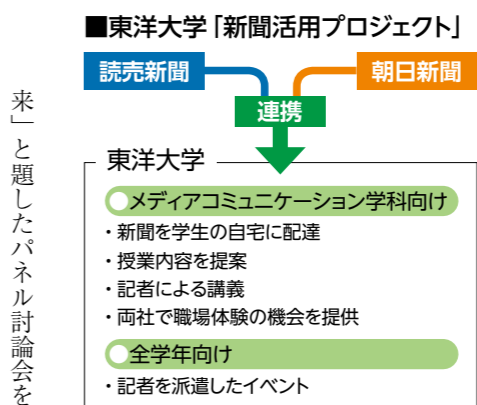 ■東洋大学「新聞活用プロジェクト」
読売新聞
朝日新聞
連携
東洋大学
メディアコミュニケーション学科向け
・新聞を学生の自宅に配達
・授業内容を提案
・記者による講義
・両社で職場体験の機会を提供
全学年向け
・記者を派遣したイベント
来」と題したパネル討論会を